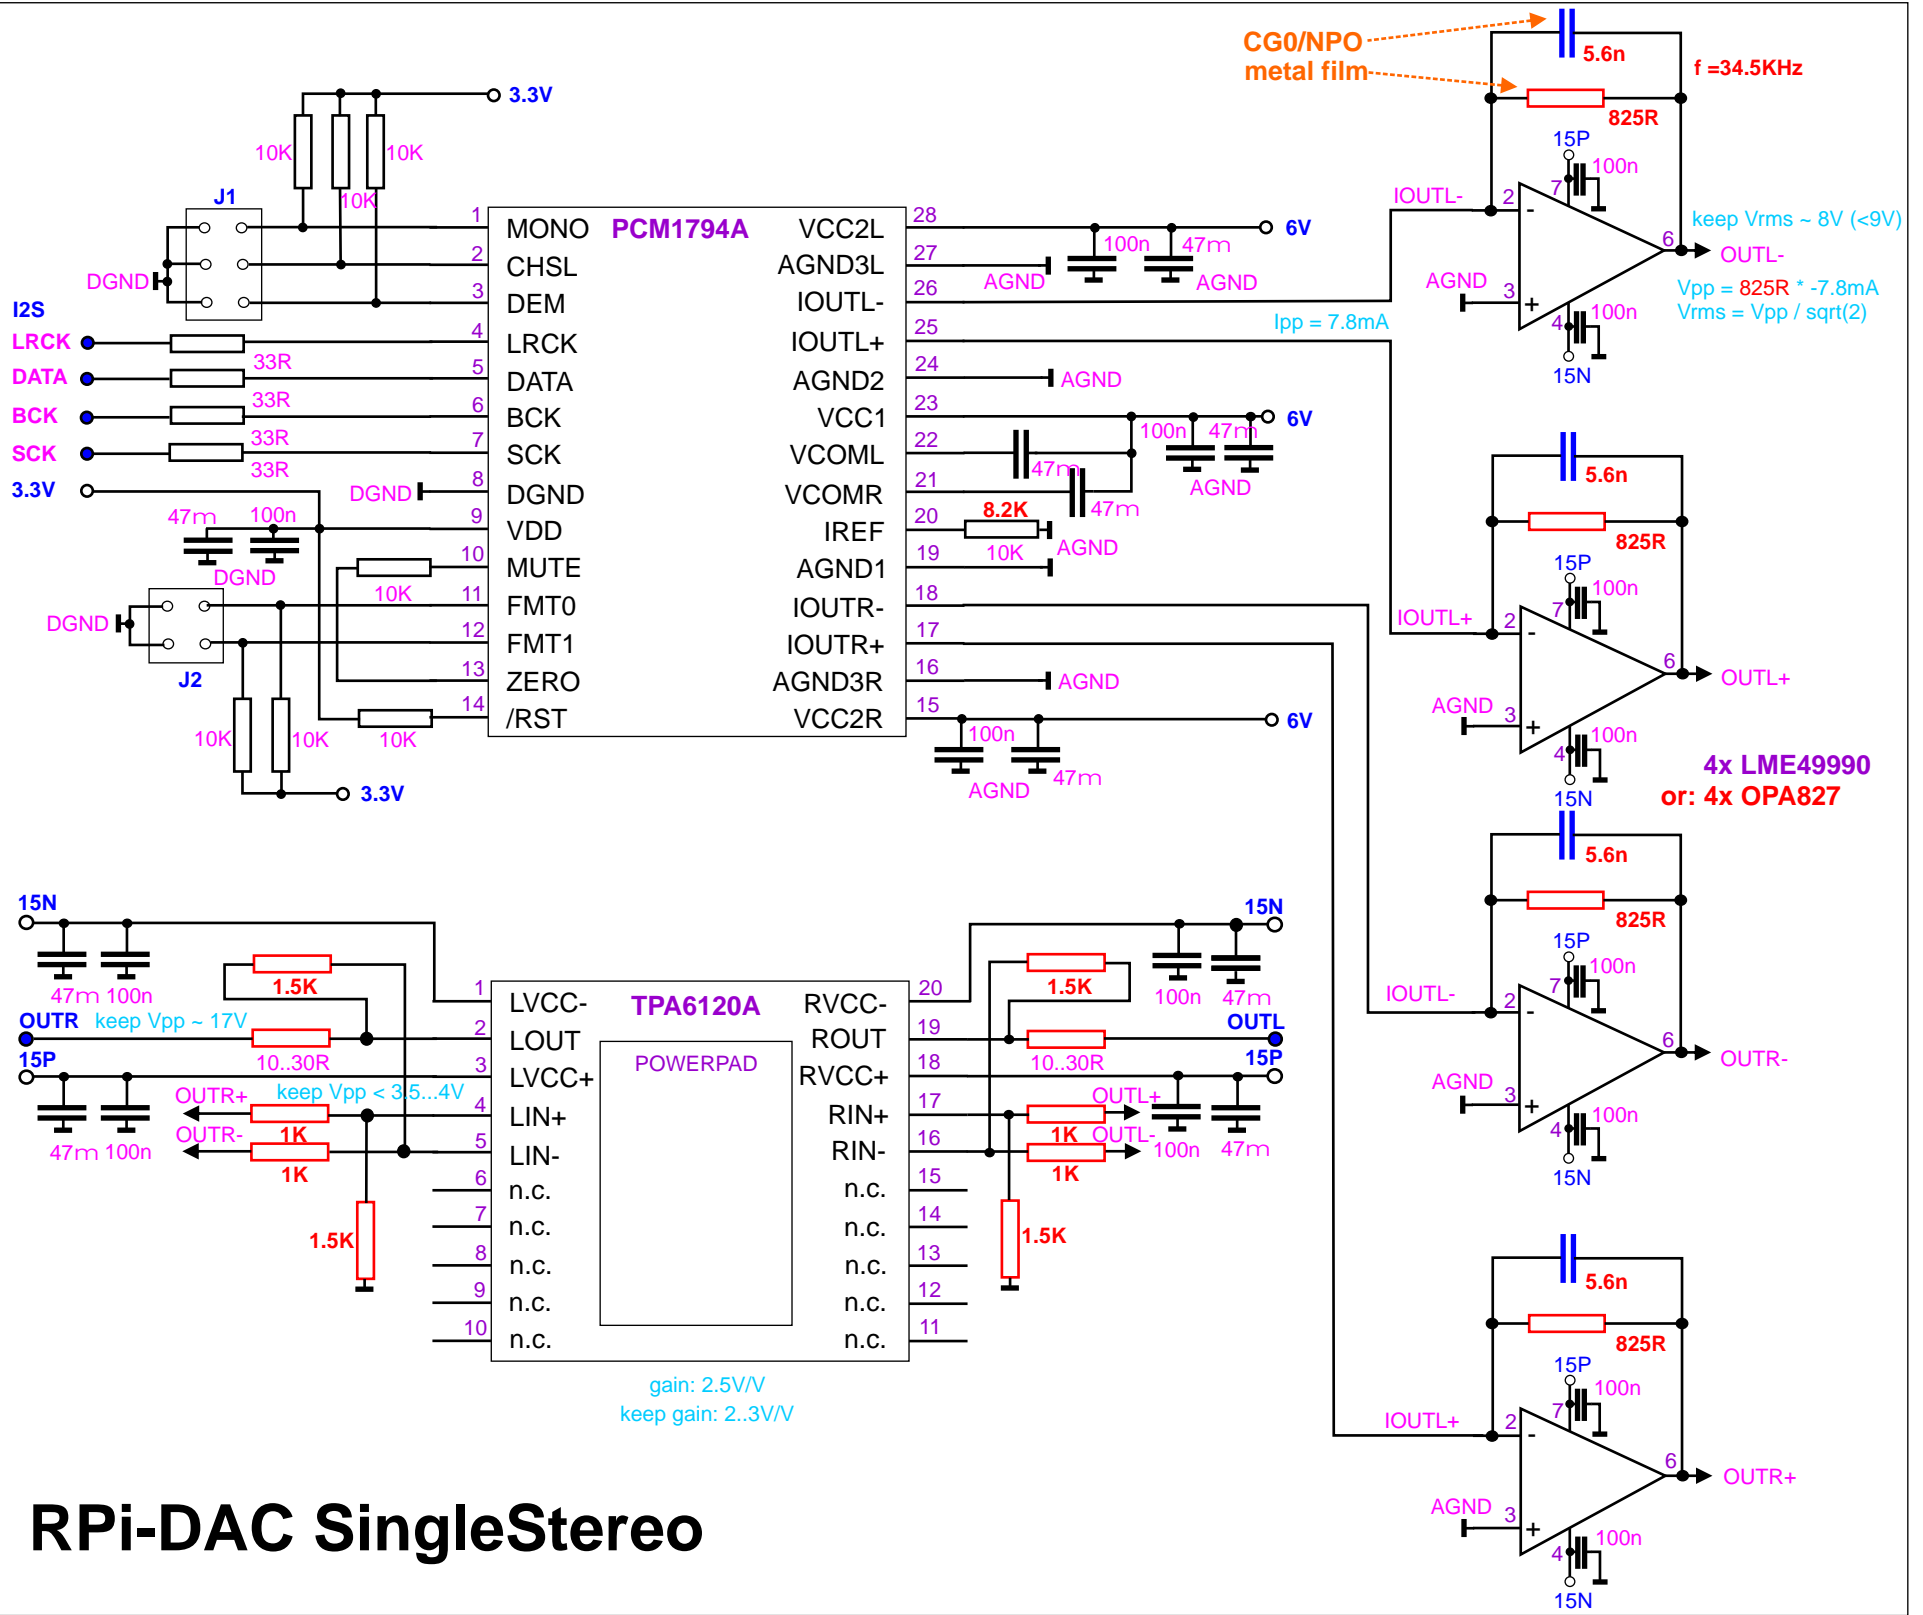 CG0/NPO
metal film
5.6n
f =34.5KHz
825R
15P
100n
7
IOUTL-
2
-
keep Vrms ~ 8V (<9V)
6
OUTL-
AGND
3
+
Vpp = 825R * -7.8mA
Vrms = Vpp / sqrt(2)
100n
4
15N
3.3V
10K
10K
10K
J1
DGND
I2S
LRCK
33R
DATA
33R
BCK
33R
SCK
33R
3.3V
DGND
47m
100n
DGND
10K
DGND
J2
10K
10K
10K
3.3V
PCM1794A
1
MONO
2
CHSL
3
DEM
4
LRCK
5
DATA
6
BCK
7
SCK
8
DGND
9
VDD
10
MUTE
11
FMT0
12
FMT1
13
ZERO
14
/RST
VCC2L
28
AGND3L
27
IOUTL-
26
IOUTL+
25
AGND2
24
VCC1
23
VCOML
22
VCOMR
21
IREF
20
AGND1
19
IOUTR-
18
IOUTR+
17
AGND3R
16
VCC2R
15
6V
100n
47m
AGND
AGND
Ipp = 7.8mA
AGND
6V
100n
47m
47m
AGND
47m
8.2K
10K
AGND
AGND
6V
100n
47m
AGND
5.6n
825R
15P
100n
7
IOUTL+
2
-
6
OUTL+
AGND
3
+
100n
4
15N
4x LME49990
or: 4x OPA827
5.6n
825R
15P
100n
7
IOUTL-
2
-
6
OUTR-
AGND
3
+
100n
4
15N
5.6n
825R
15P
100n
7
IOUTL+
2
-
6
OUTR+
AGND
3
+
100n
4
15N
15N
47m 100n
1.5K
OUTR
keep Vpp ~ 17V
10..30R
15P
keep Vpp < 3.5...4V
47m 100n
OUTR+
1K
OUTR-
1K
1.5K
TPA6120A
POWERPAD
1
LVCC-
2
LOUT
3
LVCC+
4
LIN+
5
LIN-
6
n.c.
7
n.c.
8
n.c.
9
n.c.
10
n.c.
RVCC-
20
ROUT
19
RVCC+
18
RIN+
17
RIN-
16
n.c.
15
n.c.
14
n.c.
13
n.c.
12
n.c.
11
15N
1.5K
100n
47m
OUTL
10..30R
15P
OUTL+
1K
OUTL-
1K
100n
47m
1.5K
gain: 2.5V/V
keep gain: 2..3V/V
RPi-DAC SingleStereo